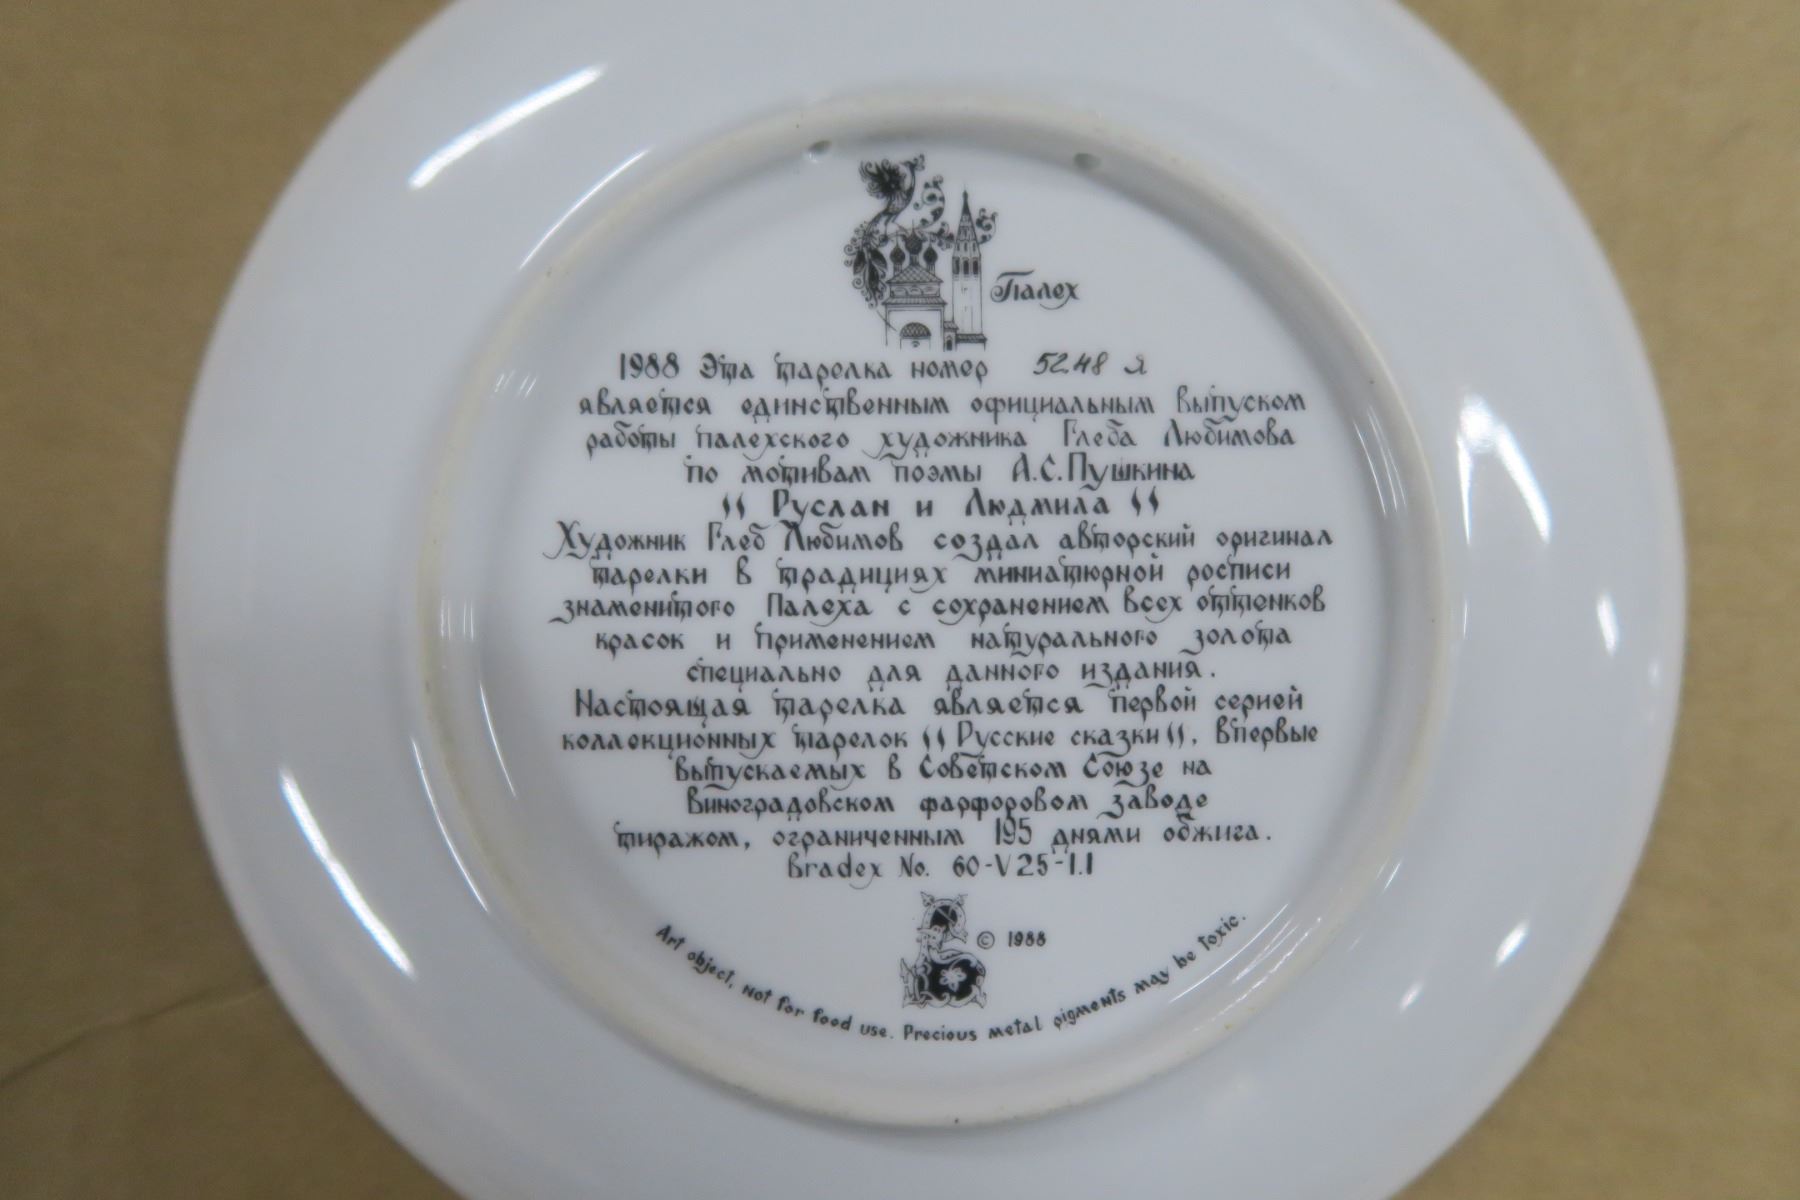 Палех
1988 Эта тарелка номер 5248 Я
является единственным официальным выпуском
работы палехского художника Глеба Любимова
по мотивам поэмы А.С.Пушкина
"Руслан и Людмила"
Художник Глеб Любимов создал авторский оригинал
тарелки в традициях миниатюрной росписи
знаменитого Палеха с сохранением всех оттенков
красок и применением натурального золота
специально для данного издания.
Настоящая тарелка является первой серией
коллекционных тарелок "Русские сказки", впервые
выпускаемых в Советском Союзе на
Виноградовском фарфоровом заводе
тиражом, ограниченным 195 днями обжига.
Bradex No. 60-V25-1.1
© 1988
Art object, not for food use. Precious metal pigments may be toxic.